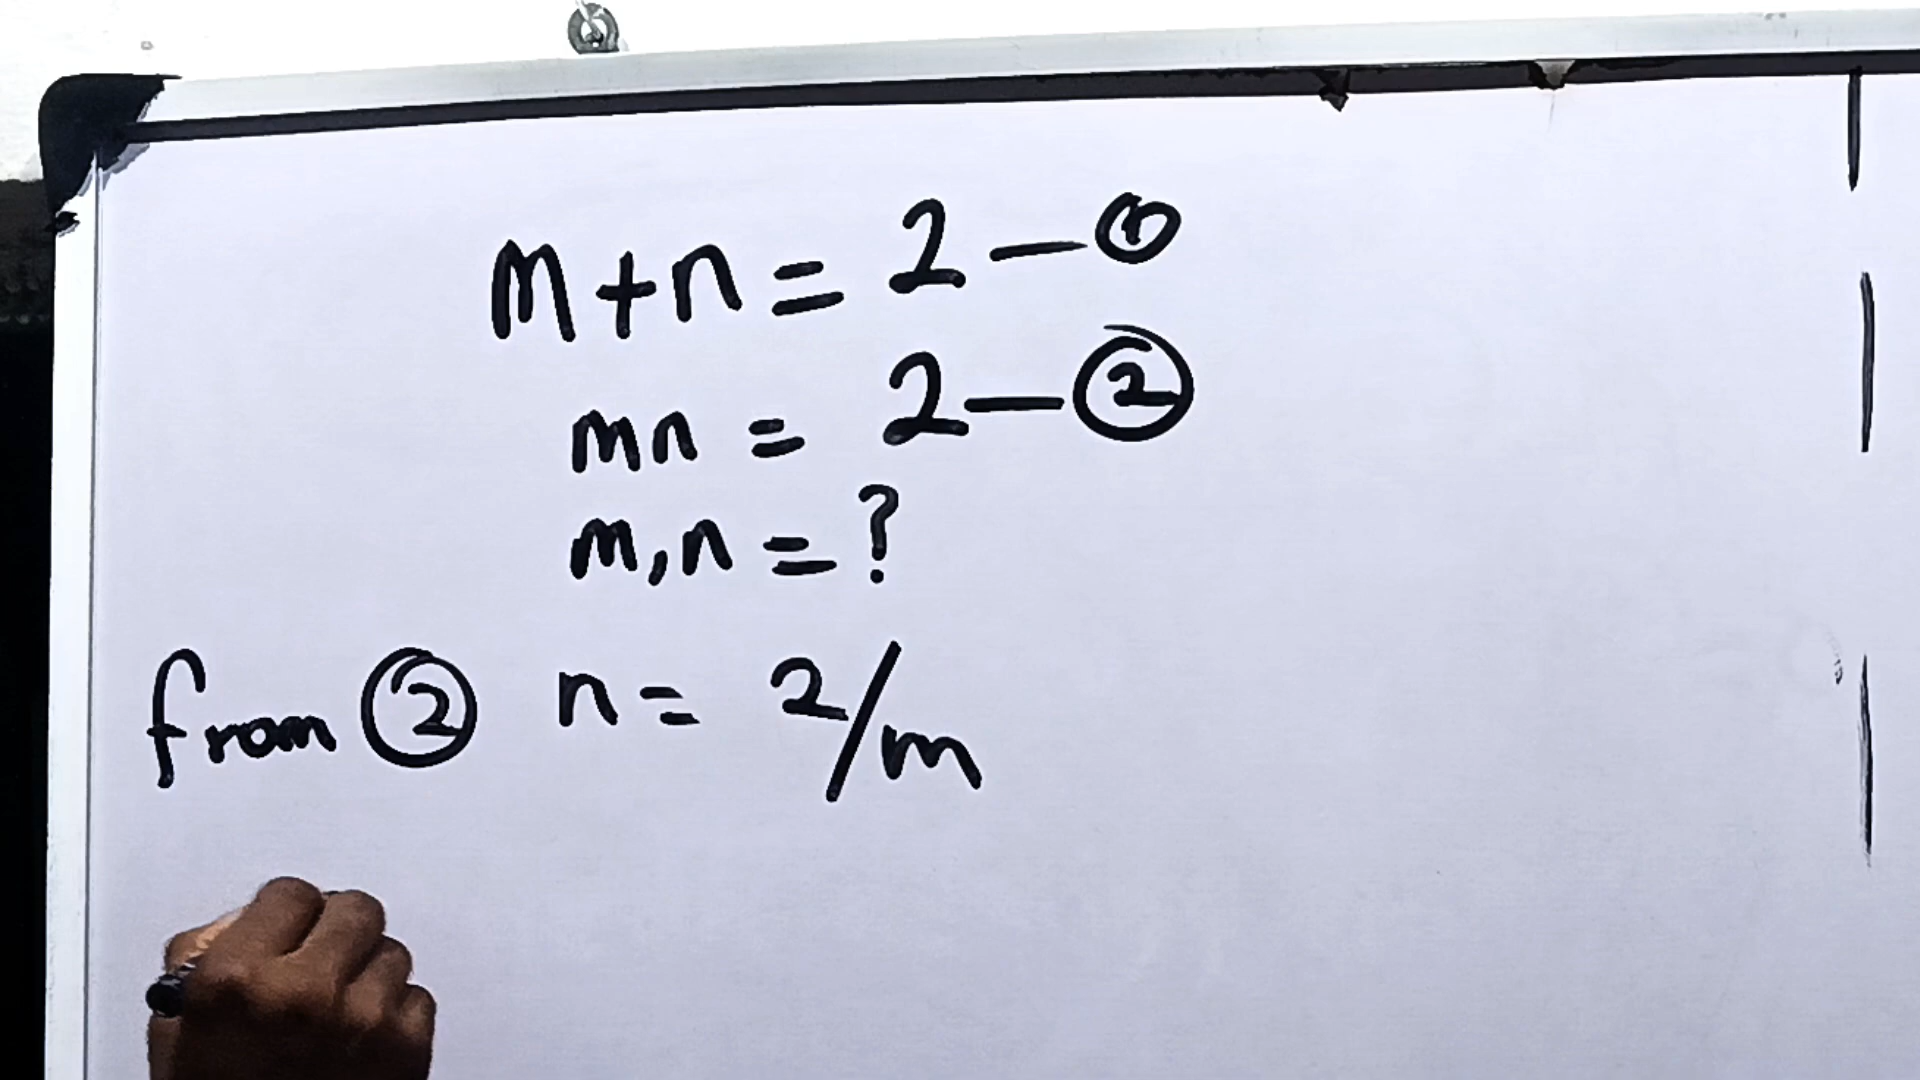 m+n = 2 — ①
mn = 2 — ②
m,n = ?
from ② n = 2/m